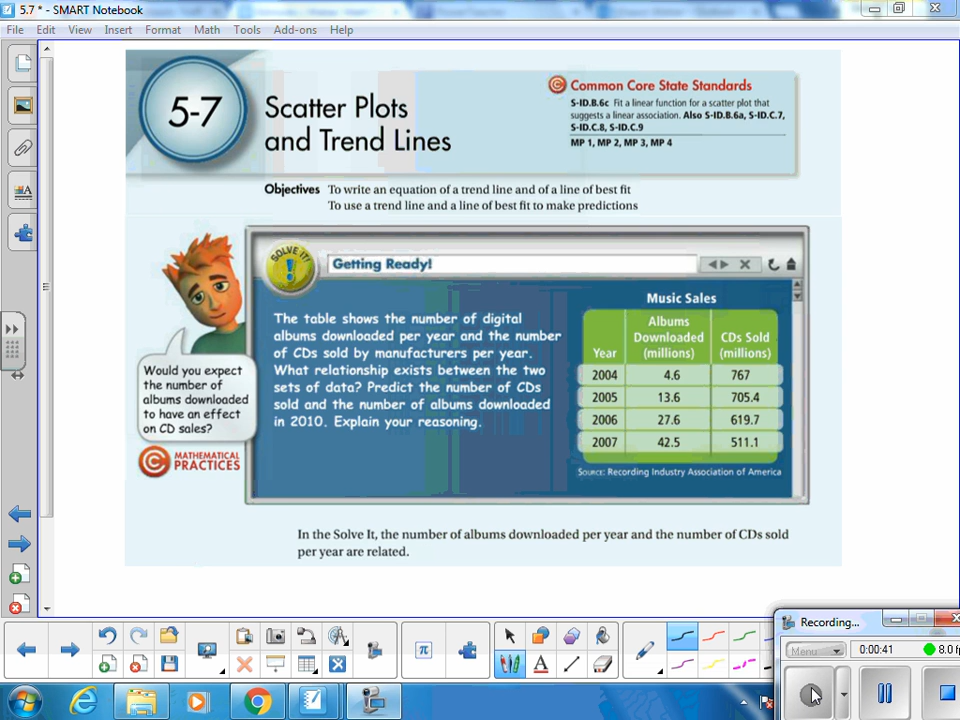 5.7 * - SMART Notebook
File Edit View Insert Format Math Tools Add-ons Help
5-7
Scatter Plots
and Trend Lines
Common Core State Standards
S-ID.B.6c Fit a linear function for a scatter plot that
suggests a linear association. Also S-ID.B.6a, S-ID.C.7,
S-ID.C.8, S-ID.C.9
MP 1, MP 2, MP 3, MP 4
Objectives To write an equation of a trend line and of a line of best fit
To use a trend line and a line of best fit to make predictions
SOLVE IT!
Getting Ready!
The table shows the number of digital
albums downloaded per year and the number
of CDs sold by manufacturers per year.
What relationship exists between the two
sets of data? Predict the number of CDs
sold and the number of albums downloaded
in 2010. Explain your reasoning.
Music Sales
Year Albums Downloaded (millions) CDs Sold (millions)
2004 4.6 767
2005 13.6 705.4
2006 27.6 619.7
2007 42.5 511.1
SOURCE: Recording Industry Association of America
Would you expect
the number of
albums downloaded
to have an effect
on CD sales?
MATHEMATICAL
PRACTICES
In the Solve It, the number of albums downloaded per year and the number of CDs sold
per year are related.
Recording...
Menu 0:00:41 8.0 f